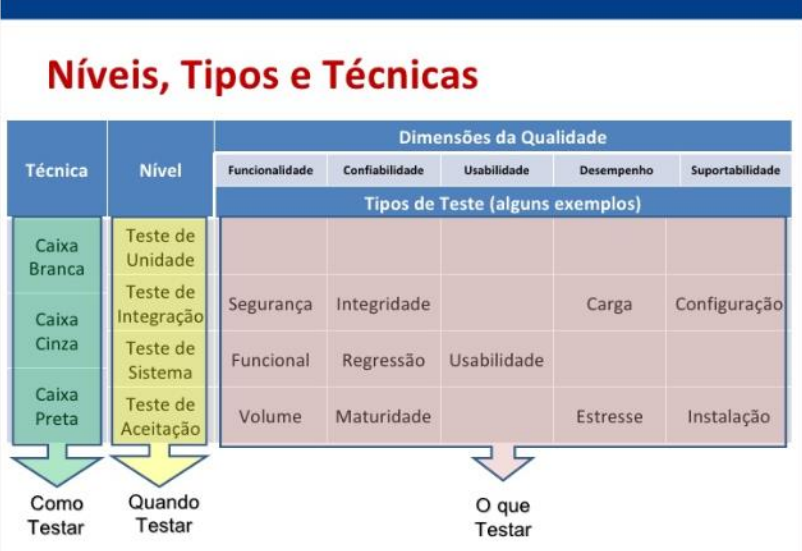 Níveis, Tipos e Técnicas
Técnica
Nível
Dimensões da Qualidade
Funcionalidade Confiabilidade Usabilidade Desempenho Suportabilidade
Tipos de Teste (alguns exemplos)
Caixa
Branca
Caixa
Cinza
Caixa
Preta
Teste de
Unidade
Teste de
Integração
Teste de
Sistema
Teste de
Aceitação
Segurança Integridade Carga Configuração
Funcional Regressão Usabilidade
Volume Maturidade Estresse Instalação
Como
Testar
Quando
Testar
O que
Testar